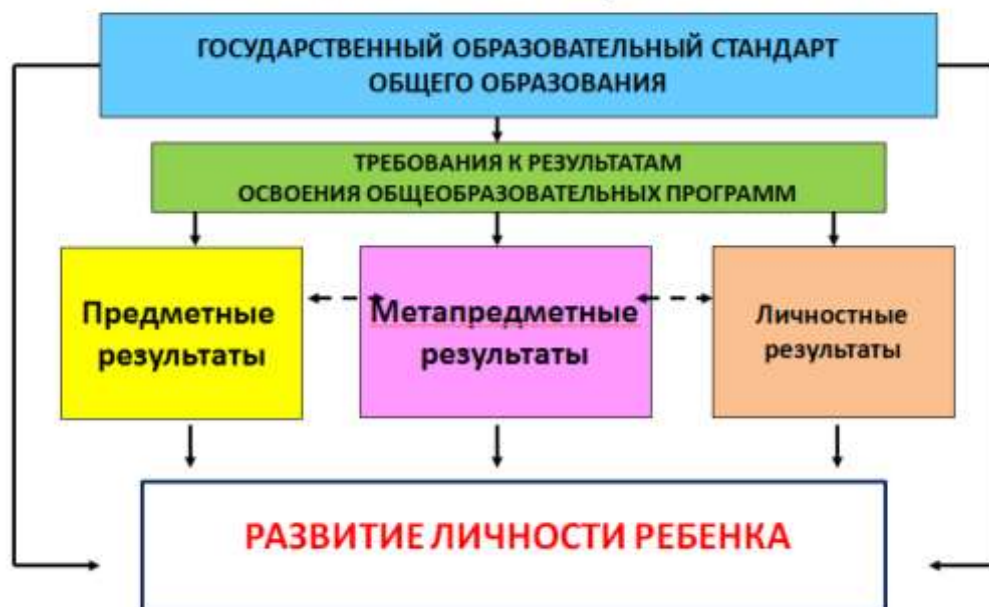 ГОСУДАРСТВЕННЫЙ ОБРАЗОВАТЕЛЬНЫЙ СТАНДАРТ
ОБЩЕГО ОБРАЗОВАНИЯ
ТРЕБОВАНИЯ К РЕЗУЛЬТАТАМ
ОСВОЕНИЯ ОБЩЕОБРАЗОВАТЕЛЬНЫХ ПРОГРАММ
Предметные
результаты
Метапредметные
результаты
Личностные
результаты
РАЗВИТИЕ ЛИЧНОСТИ РЕБЕНКА